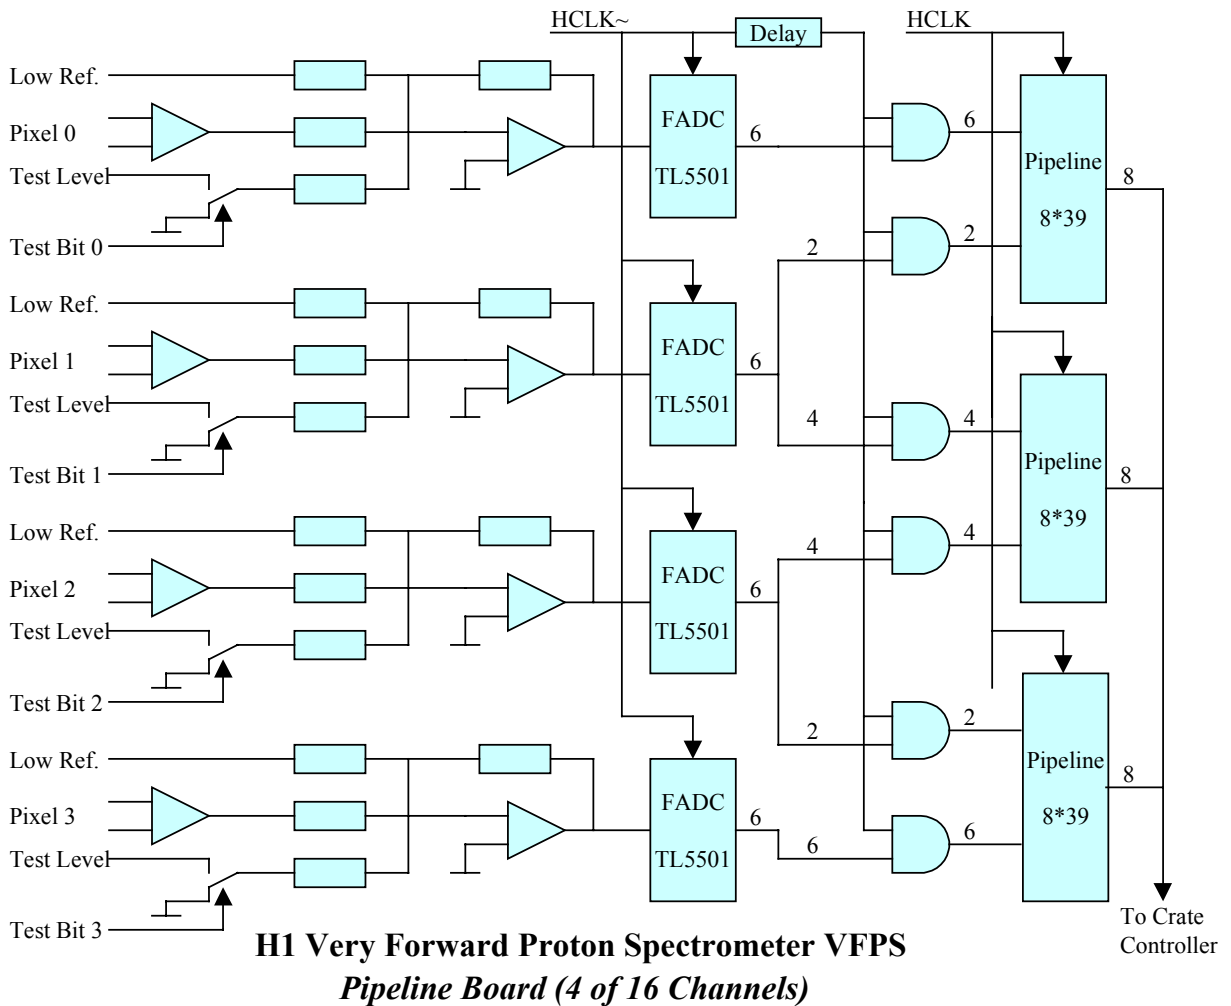 HCLK~
HCLK
Delay
Low Ref.
Pixel 0
Test Level
Test Bit 0
FADC
TL5501
6
6
Pipeline
8*39
8
2
2
Low Ref.
Pixel 1
Test Level
Test Bit 1
FADC
TL5501
6
4
4
Pipeline
8*39
8
Low Ref.
Pixel 2
Test Level
Test Bit 2
FADC
TL5501
6
4
4
2
2
Pipeline
8*39
8
Low Ref.
Pixel 3
Test Level
Test Bit 3
FADC
TL5501
6
6
6
To Crate
Controller
H1 Very Forward Proton Spectrometer VFPS
Pipeline Board (4 of 16 Channels)